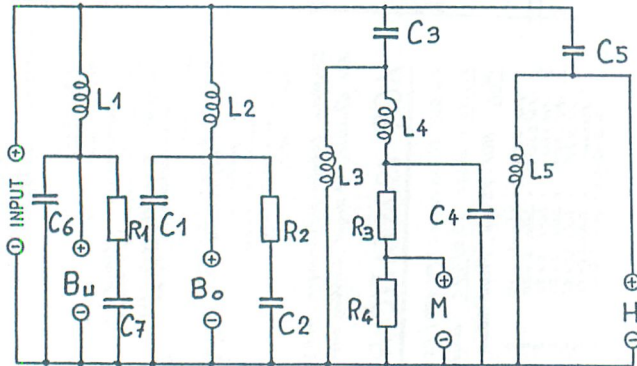 C3
C5
L1
L2
L4
L3
L5
INPUT
C6
R1
C1
R2
R3
C4
Bu
Bo
C7
C2
R4
M
H
+
-
+
-
+
-
+
-
+
-